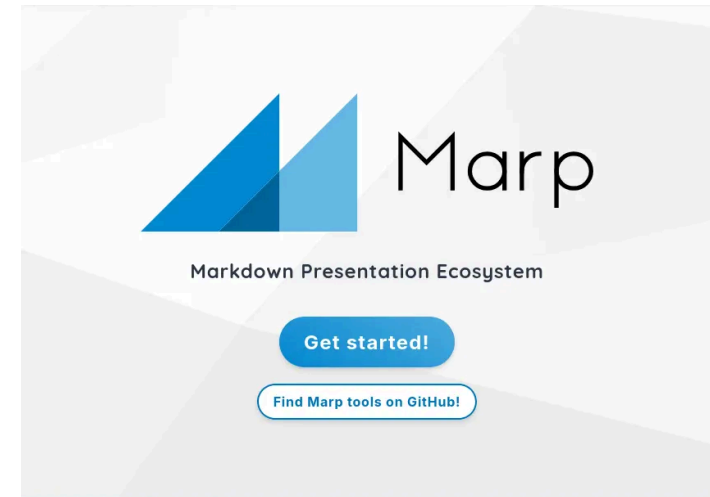 Marp
Markdown Presentation Ecosystem
Get started!
Find Marp tools on GitHub!